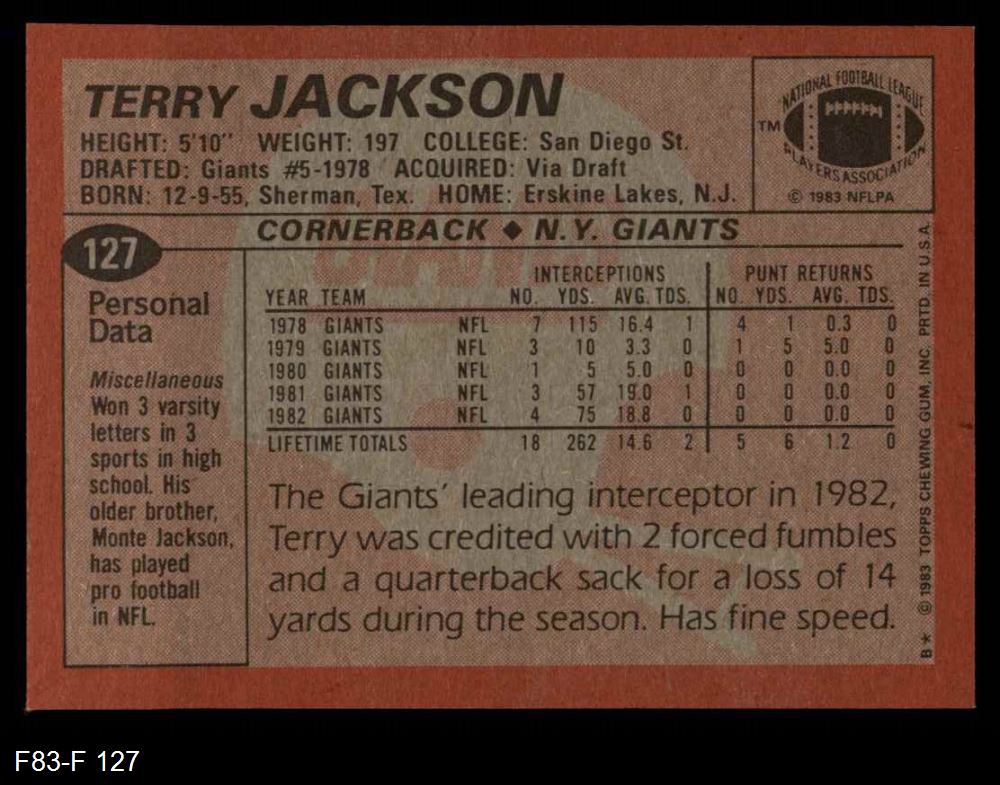 TERRY JACKSON
HEIGHT: 5'10" WEIGHT: 197 COLLEGE: San Diego St.
DRAFTED: Giants #5-1978 ACQUIRED: Via Draft
BORN: 12-9-55, Sherman, Tex. HOME: Erskine Lakes, N.J.
NATIONAL FOOTBALL LEAGUE
TM
PLAYERS ASSOCIATION
© 1983 NFLPA
127
CORNERBACK ◆ N.Y. GIANTS
Personal
Data
Miscellaneous
Won 3 varsity
letters in 3
sports in high
school. His
older brother,
Monte Jackson,
has played
pro football
in NFL.
INTERCEPTIONS PUNT RETURNS
YEAR TEAM NO. YDS. AVG. TDS. NO. YDS. AVG. TDS.
1978 GIANTS NFL 7 115 16.4 1 4 1 0.3 0
1979 GIANTS NFL 3 10 3.3 0 1 5 5.0 0
1980 GIANTS NFL 1 5 5.0 0 0 0 0.0 0
1981 GIANTS NFL 3 57 19.0 1 0 0 0.0 0
1982 GIANTS NFL 4 75 18.8 0 0 0 0.0 0
LIFETIME TOTALS 18 262 14.6 2 5 6 1.2 0
The Giants' leading interceptor in 1982,
Terry was credited with 2 forced fumbles
and a quarterback sack for a loss of 14
yards during the season. Has fine speed.
B* © 1983 TOPPS CHEWING GUM, INC. PRTD. IN U.S.A.
F83-F 127